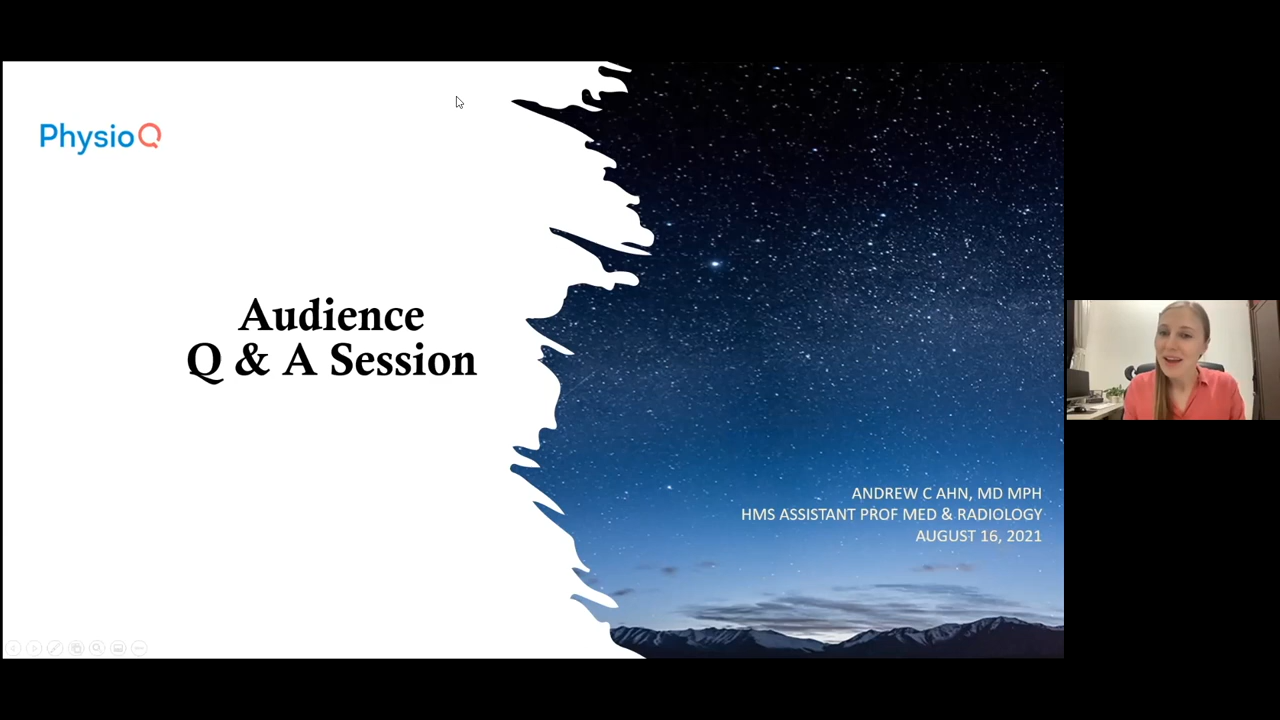 PhysioQ
Audience
Q & A Session
ANDREW C AHN, MD MPH
HMS ASSISTANT PROF MED & RADIOLOGY
AUGUST 16, 2021